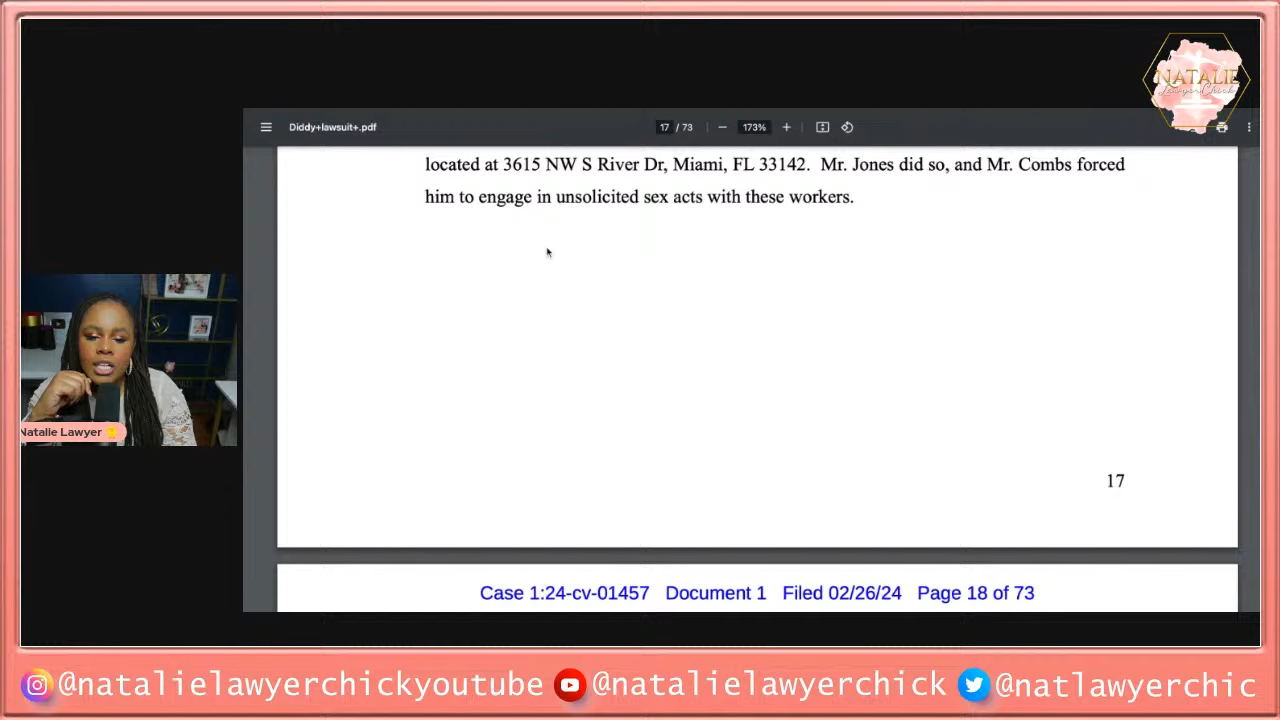 NATALIE
LawyerChick
Diddy+lawsuit+.pdf
17 / 73
173%
located at 3615 NW S River Dr, Miami, FL 33142. Mr. Jones did so, and Mr. Combs forced
him to engage in unsolicited sex acts with these workers.
Natalie Lawyer
17
Case 1:24-cv-01457 Document 1 Filed 02/26/24 Page 18 of 73
@natalielawyerchickyoutube
@natalielawyerchick
@natlawyerchic